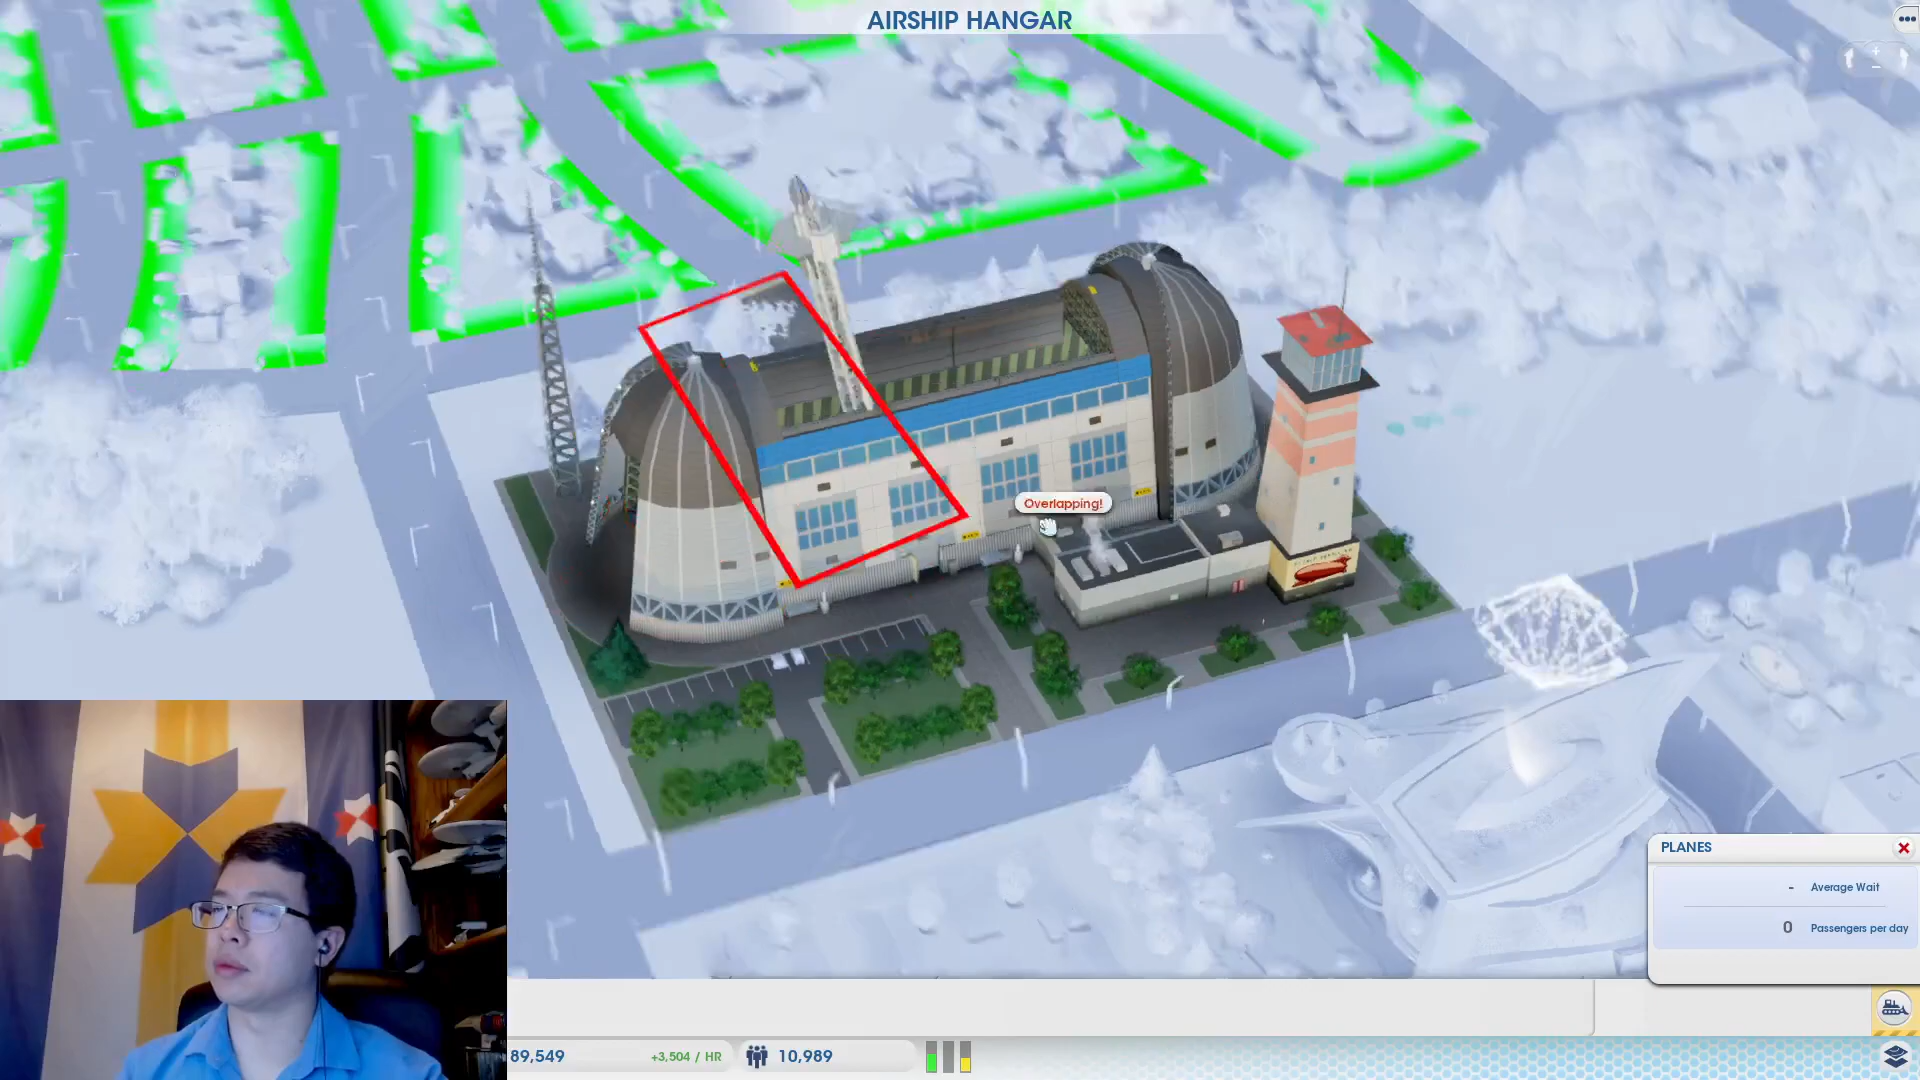 AIRSHIP HANGAR
Overlapping!
PLANES
- Average Wait
0 Passengers per day
89,549
+3,504 / HR
10,989